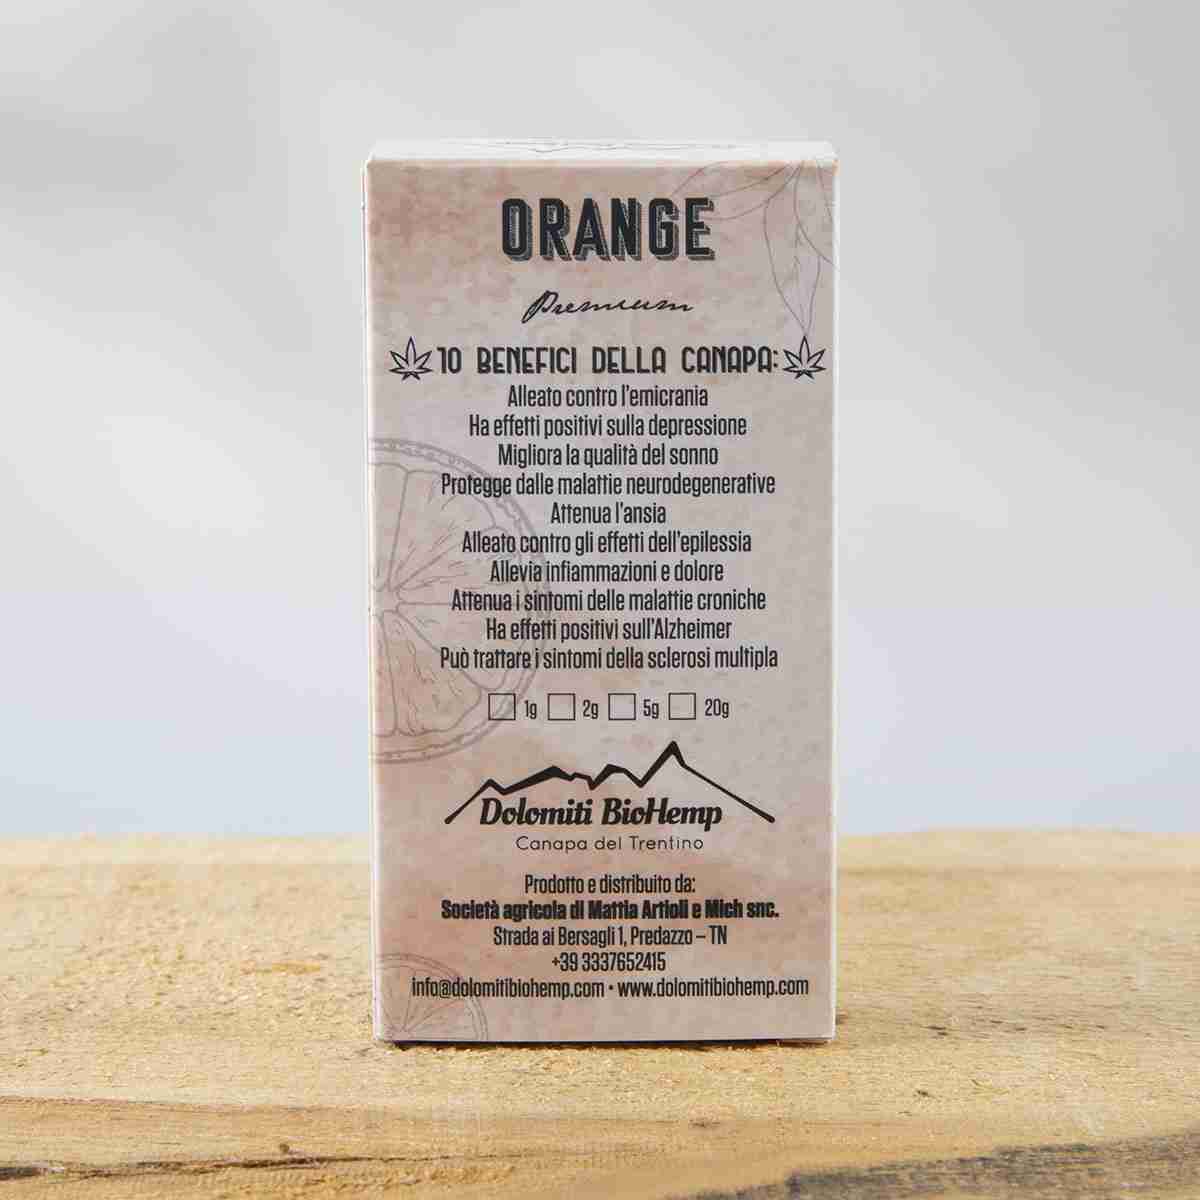 ORANGE
Premium
10 BENEFICI DELLA CANAPA:
Alleato contro l'emicrania
Ha effetti positivi sulla depressione
Migliora la qualità del sonno
Protegge dalle malattie neurodegenerative
Attenua l'ansia
Alleato contro gli effetti dell'epilessia
Allevia infiammazioni e dolore
Attenua i sintomi delle malattie croniche
Ha effetti positivi sull'Alzheimer
Può trattare i sintomi della sclerosi multipla
1g 2g 5g 20g
Dolomiti BioHemp
Canapa del Trentino
Prodotto e distribuito da:
Società agricola di Mattia Artioli e Mich snc.
Strada ai Bersagli 1, Predazzo – TN
+39 3337652415
info@dolomitibiohemp.com • www.dolomitibiohemp.com